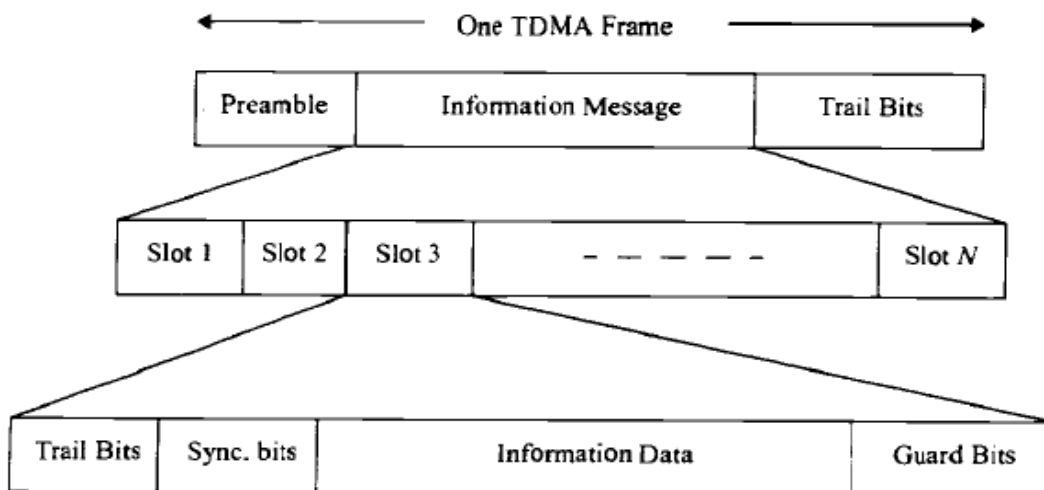 One TDMA Frame
Preamble Information Message Trail Bits
Slot 1 Slot 2 Slot 3 Slot N
Trail Bits Sync. bits Information Data Guard Bits